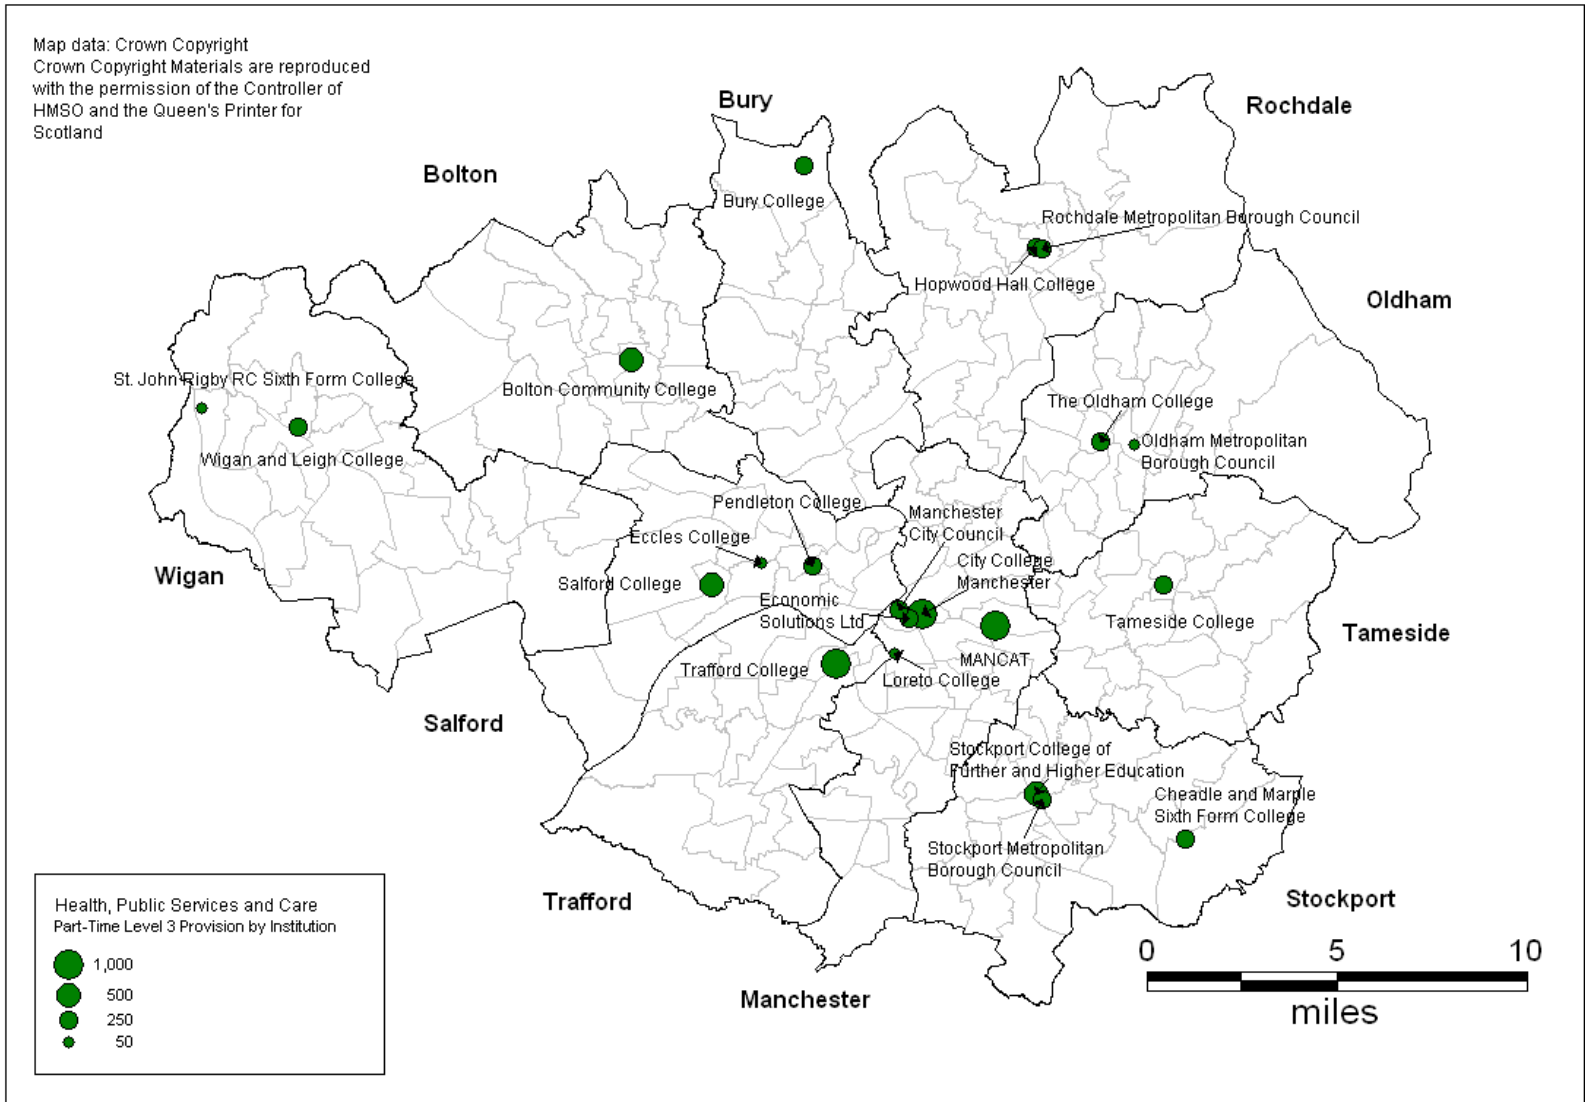 Map data: Crown Copyright
Crown Copyright Materials are reproduced
with the permission of the Controller of
HMSO and the Queen's Printer for
Scotland
Bury
Rochdale
Bolton
Bury College
Rochdale Metropolitan Borough Council
Hopwood Hall College
Oldham
St. John Rigby RC Sixth Form College
Bolton Community College
The Oldham College
Wigan and Leigh College
Oldham Metropolitan
Borough Council
Pendleton College
Manchester
City Council
Eccles College
City College
Manchester
Wigan
Salford College
Economic
Solutions Ltd
Tameside College
Tameside
Trafford College
MANCAT
Loreto College
Salford
Stockport College of
Further and Higher Education
Cheadle and Marple
Sixth Form College
Stockport Metropolitan
Borough Council
Trafford
Stockport
Manchester
Health, Public Services and Care
Part-Time Level 3 Provision by Institution
1,000
500
250
50
0 5 10
miles